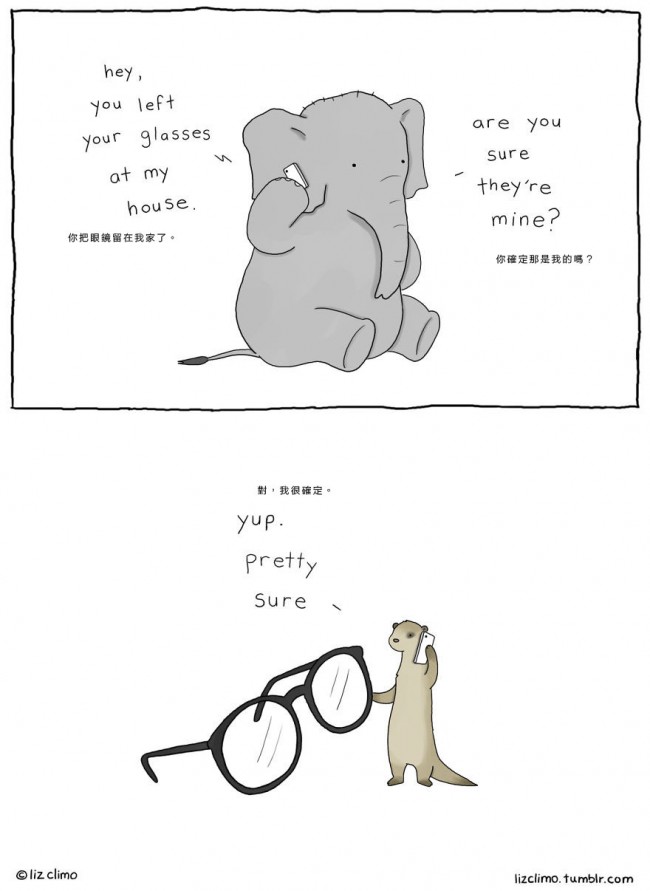 hey,
you left
your glasses
at my
house.
你把眼鏡留在我家了。
are you
sure
they're
mine?
你確定那是我的嗎？
對，我很確定。
yup.
pretty
sure
© liz climo
lizclimo.tumblr.com